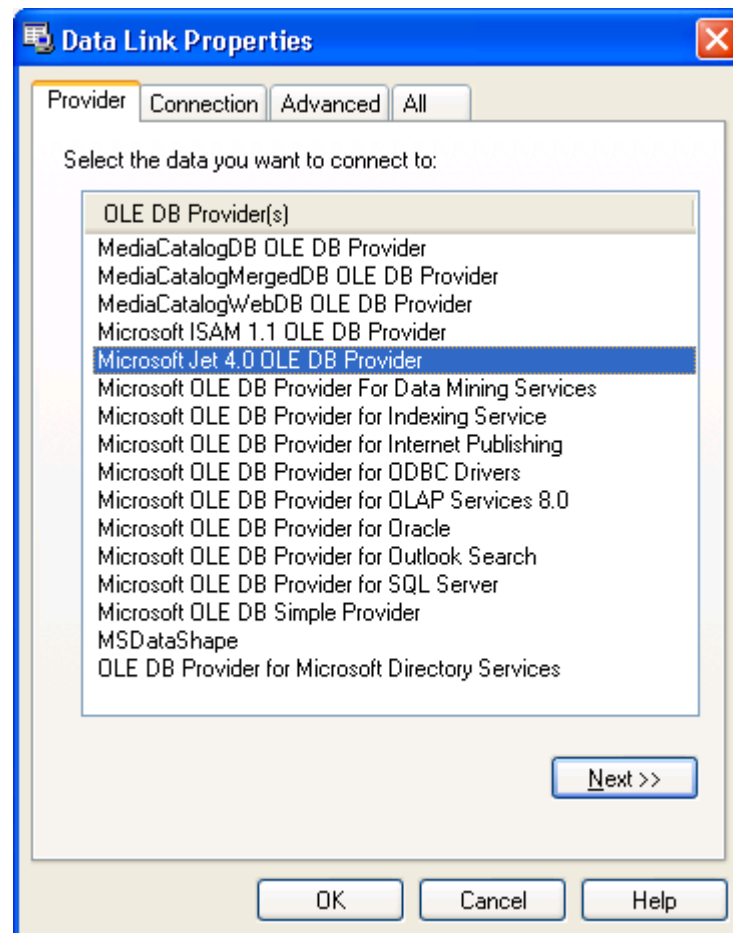 Data Link Properties
Provider Connection Advanced All
Select the data you want to connect to:
OLE DB Provider(s)
MediaCatalogDB OLE DB Provider
MediaCatalogMergedDB OLE DB Provider
MediaCatalogWebDB OLE DB Provider
Microsoft ISAM 1.1 OLE DB Provider
Microsoft Jet 4.0 OLE DB Provider
Microsoft OLE DB Provider For Data Mining Services
Microsoft OLE DB Provider for Indexing Service
Microsoft OLE DB Provider for Internet Publishing
Microsoft OLE DB Provider for ODBC Drivers
Microsoft OLE DB Provider for OLAP Services 8.0
Microsoft OLE DB Provider for Oracle
Microsoft OLE DB Provider for Outlook Search
Microsoft OLE DB Provider for SQL Server
Microsoft OLE DB Simple Provider
MSDataShape
OLE DB Provider for Microsoft Directory Services
Next >>
OK Cancel Help